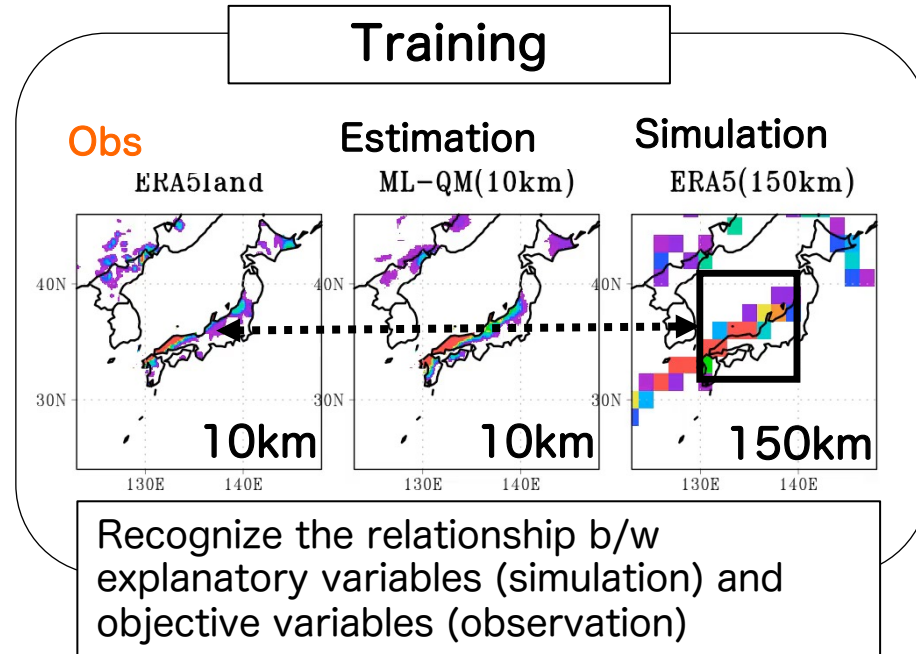 Training
Obs
Estimation
Simulation
ERA5land
ML-QM(10km)
ERA5(150km)
40N
30N
10km
130E
140E
40N
30N
10km
130E
140E
40N
30N
150km
130E
140E
Recognize the relationship b/w
explanatory variables (simulation) and
objective variables (observation)